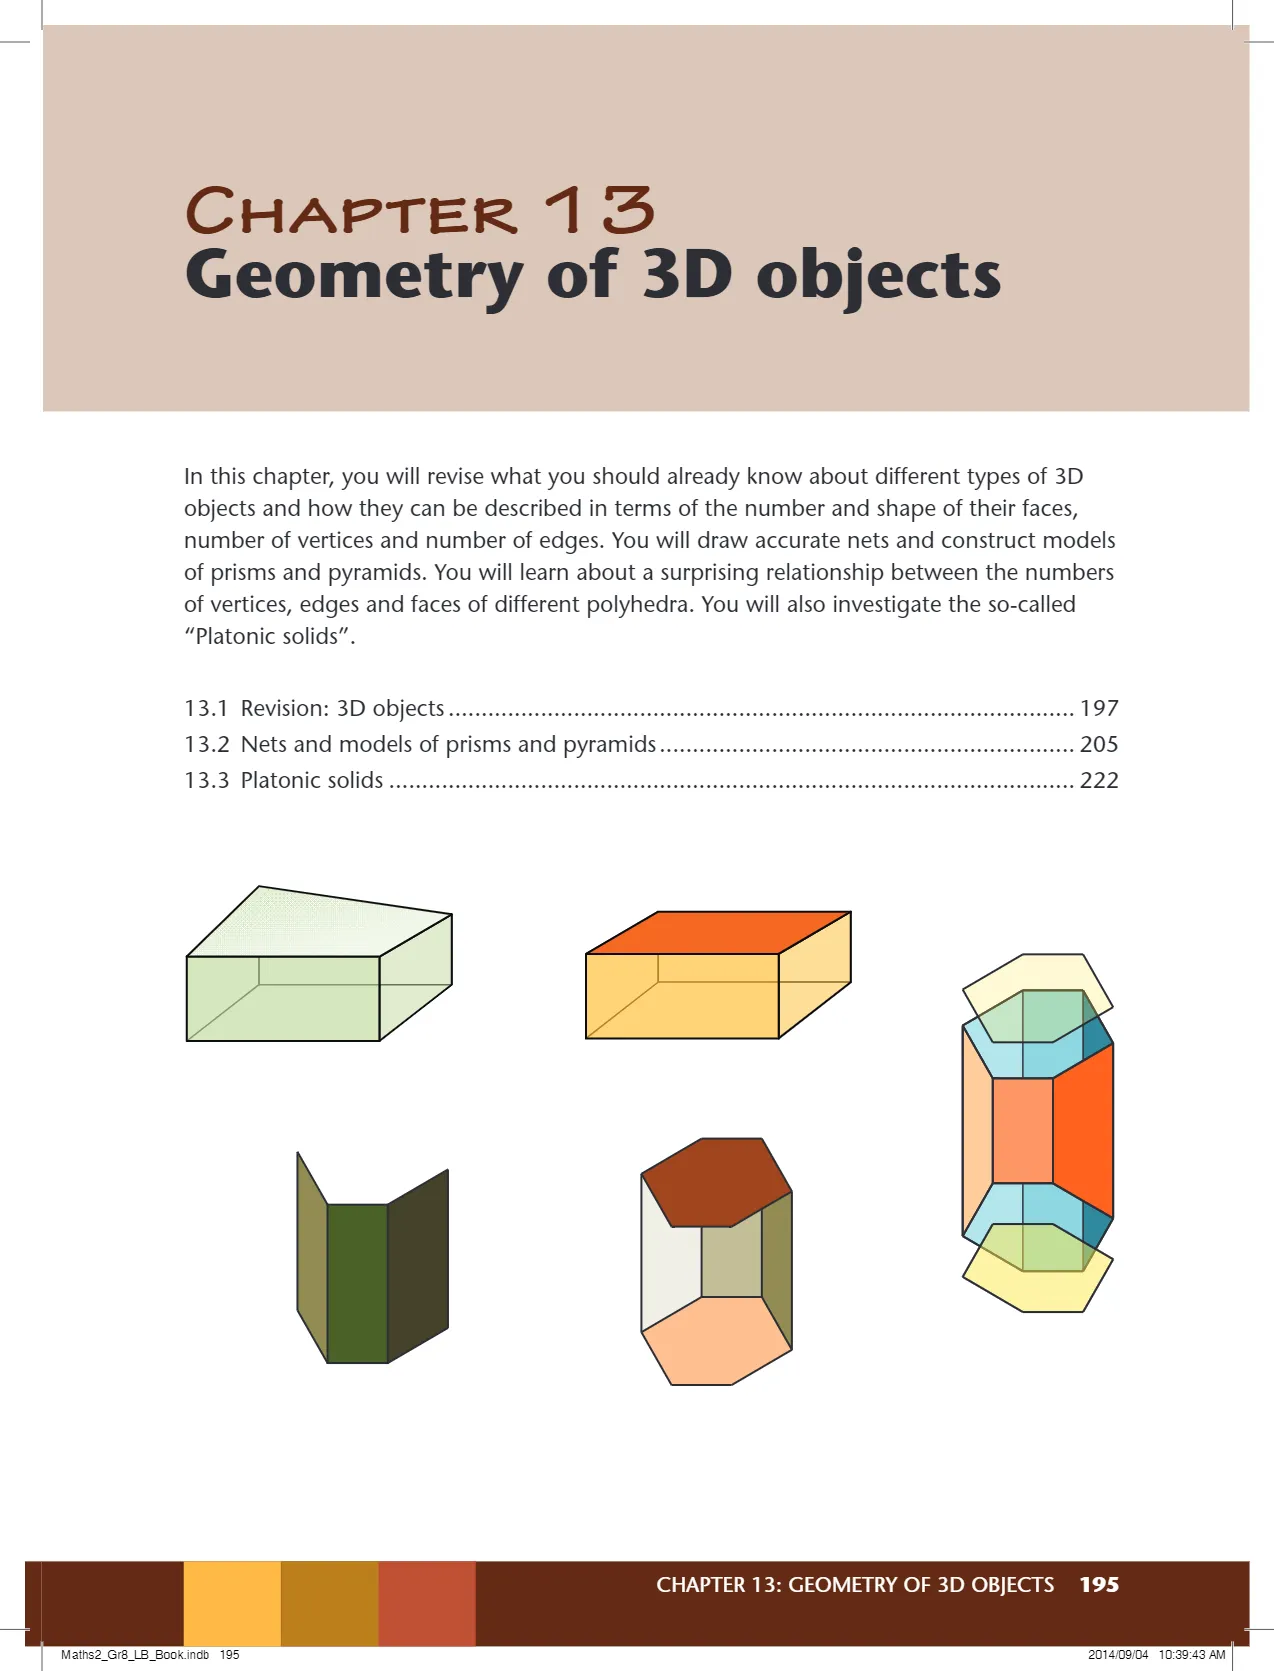 Chapter 13
Geometry of 3D objects
In this chapter, you will revise what you should already know about different types of 3D
objects and how they can be described in terms of the number and shape of their faces,
number of vertices and number of edges. You will draw accurate nets and construct models
of prisms and pyramids. You will learn about a surprising relationship between the numbers
of vertices, edges and faces of different polyhedra. You will also investigate the so-called
“Platonic solids”.
13.1 Revision: 3D objects ................................................................................................ 197
13.2 Nets and models of prisms and pyramids ................................................................ 205
13.3 Platonic solids ......................................................................................................... 222
CHAPTER 13: GEOMETRY OF 3D OBJECTS 195
Maths2_Gr8_LB_Book.indb 195
2014/09/04 10:39:43 AM